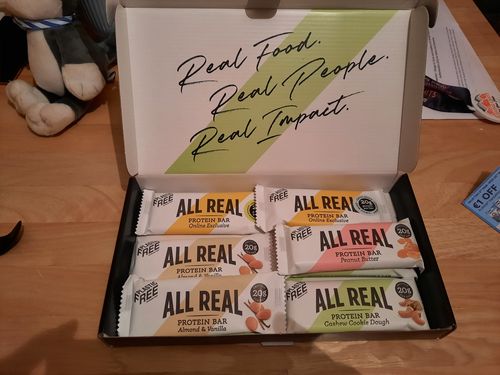 Real Food.
Real People.
Real Impact.
FREE
ALL REAL
PROTEIN BAR
Online Exclusive
FREE
ALL REAL
20g
PROTEIN BAR
Online Exclusive
FREE
ALL REAL
20g
PROTEIN BAR
Almond & Vanilla
FREE
ALL REAL
PROTEIN BAR
Peanut Butter
FREE
ALL REAL
20g
PROTEIN BAR
Almond & Vanilla
FREE
ALL REAL
20g
PROTEIN BAR
Cashew Cookie Dough
€1 OFF